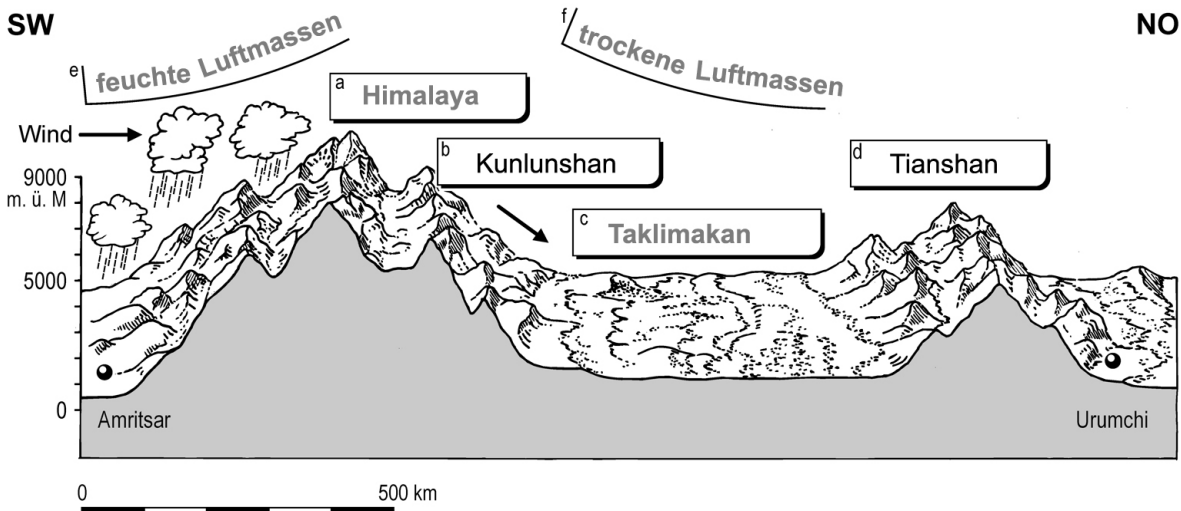 SW
f
NO
e
feuchte Luftmassen
trockene Luftmassen
a
Himalaya
Wind
b
Kunlunshan
d
Tianshan
9000
m. ü. M
c
Taklimakan
5000
0
Amritsar
Urumchi
0
500 km